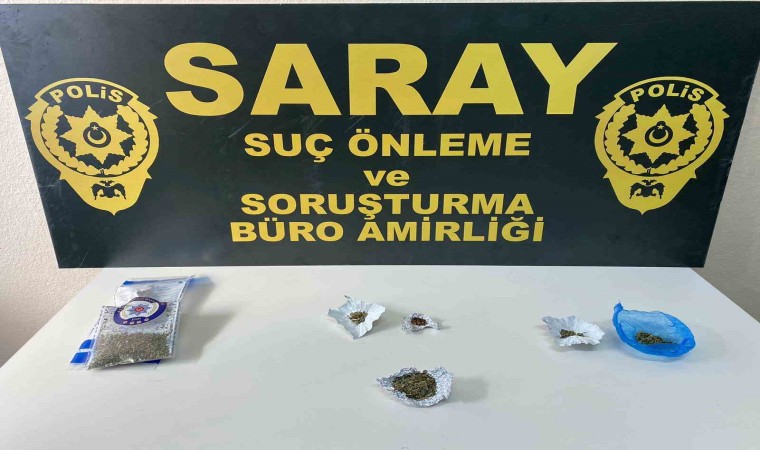 SARAY
POLİS
POLİS
SUÇ ÖNLEME
ve
SORUŞTURMA
BÜRO AMİRLİĞİ